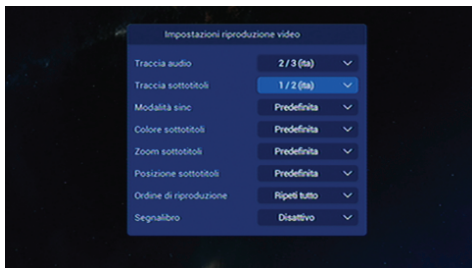 Impostazioni riproduzione video
Traccia audio 2 / 3 (ita)
Traccia sottotitoli 1 / 2 (ita)
Modalità sinc Predefinita
Colore sottotitoli Predefinita
Zoom sottotitoli Predefinita
Posizione sottotitoli Predefinita
Ordine di riproduzione Ripeti tutto
Segnalibro Disattivo